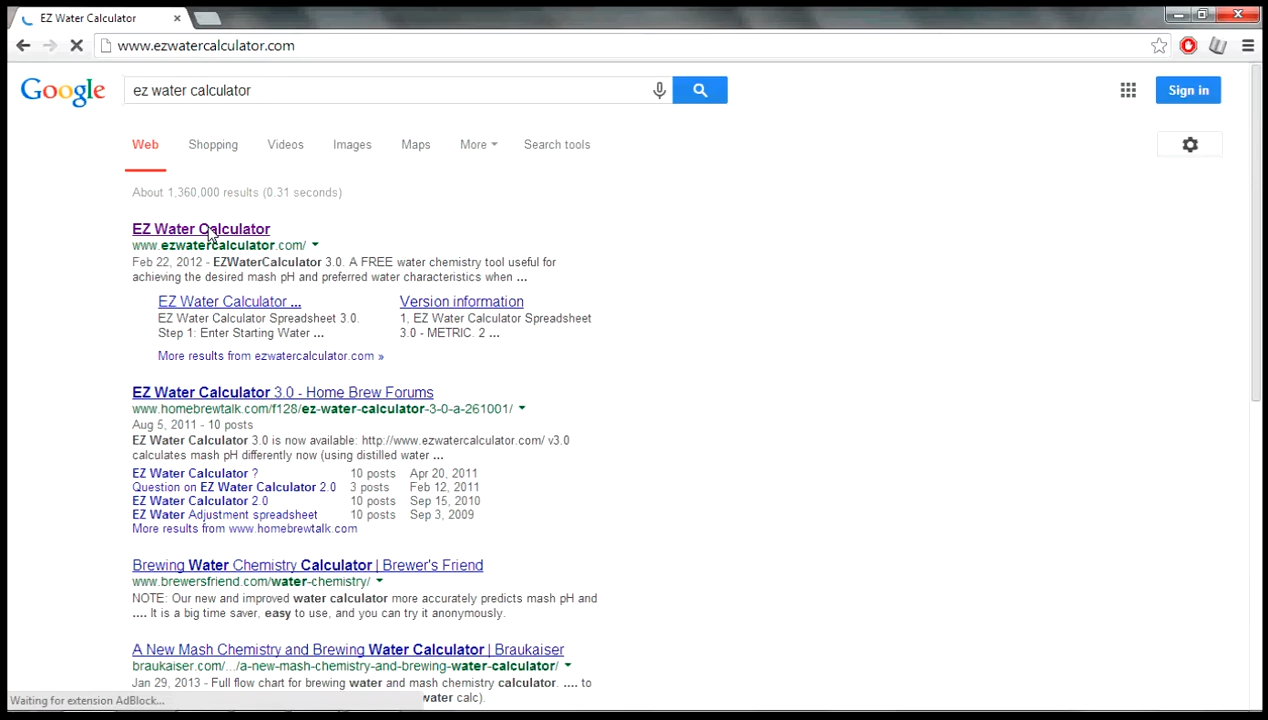 EZ Water Calculator
www.ezwatercalculator.com
Google
ez water calculator
Sign in
Web Shopping Videos Images Maps More Search tools
About 1,360,000 results (0.31 seconds)
EZ Water Calculator
www.ezwatercalculator.com/
Feb 22, 2012 - EZWaterCalculator 3.0. A FREE water chemistry tool useful for
achieving the desired mash pH and preferred water characteristics when ...
EZ Water Calculator ... Version information
EZ Water Calculator Spreadsheet 3.0. 1, EZ Water Calculator Spreadsheet
Step 1: Enter Starting Water ... 3.0 - METRIC. 2 ...
More results from ezwatercalculator.com »
EZ Water Calculator 3.0 - Home Brew Forums
www.homebrewtalk.com/f128/ez-water-calculator-3-0-a-261001/
Aug 5, 2011 - 10 posts
EZ Water Calculator 3.0 is now available: http://www.ezwatercalculator.com/ v3.0
calculates mash pH differently now (using distilled water ...
EZ Water Calculator ? 10 posts Apr 20, 2011
Question on EZ Water Calculator 2.0 3 posts Feb 12, 2011
EZ Water Calculator 2.0 10 posts Sep 15, 2010
EZ Water Adjustment spreadsheet 10 posts Sep 3, 2009
More results from www.homebrewtalk.com
Brewing Water Chemistry Calculator | Brewer's Friend
www.brewersfriend.com/water-chemistry/
NOTE: Our new and improved water calculator more accurately predicts mash pH and
.... It is a big time saver, easy to use, and you can try it anonymously.
A New Mash Chemistry and Brewing Water Calculator | Braukaiser
braukaiser.com/.../a-new-mash-chemistry-and-brewing-water-calculator/
Jan 29, 2013 - Full flow chart for brewing water and mash chemistry calculator. .... to
Waiting for extension AdBlock... water calc).